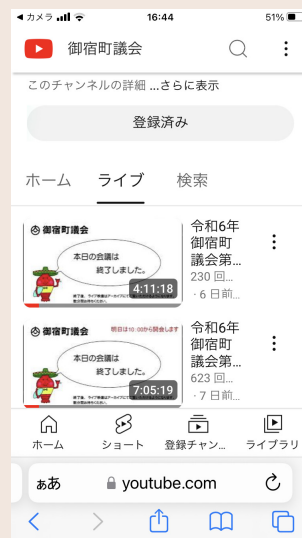 カメラ
16:44
51%
御宿町議会
このチャンネルの詳細 ...さらに表示
登録済み
ホーム ライブ 検索
御宿町議会
本日の会議は
終了しました。
4:11:18
令和6年
御宿町
議会第...
230 回...
· 6 日前...
御宿町議会
明日は10:00から開会します
本日の会議は
終了しました。
7:05:19
令和6年
御宿町
議会第...
623 回...
· 7 日前...
ホーム ショート 登録チャン... ライブラリ
ぁあ youtube.com